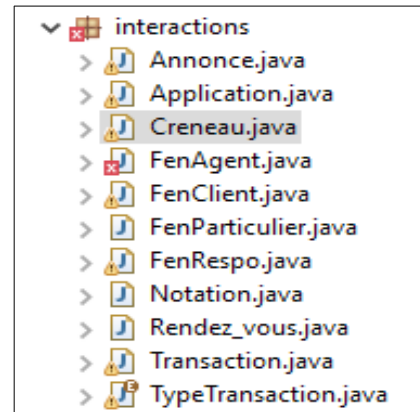 interactions
Annonce.java
Application.java
Creneau.java
FenAgent.java
FenClient.java
FenParticulier.java
FenRespo.java
Notation.java
Rendez_vous.java
Transaction.java
TypeTransaction.java